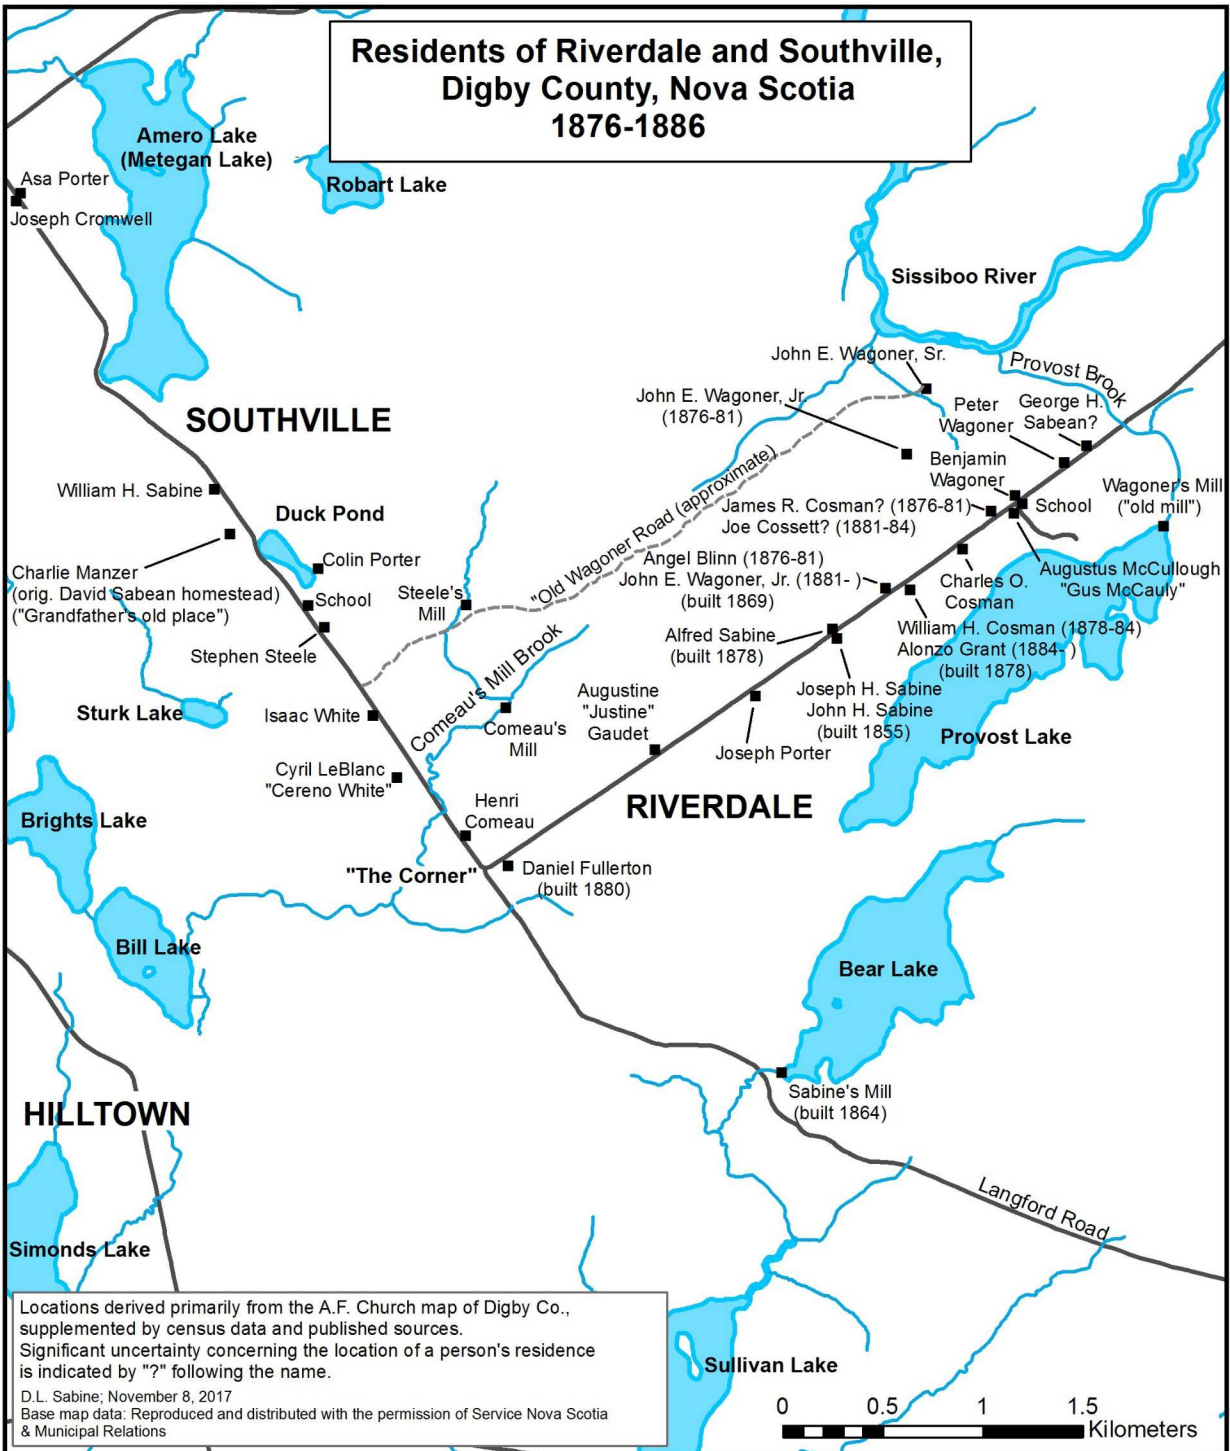 Residents of Riverdale and Southville,
Digby County, Nova Scotia
1876-1886
Amero Lake
(Metegan Lake)
Robart Lake
Asa Porter
Joseph Cromwell
Sissiboo River
John E. Wagoner, Sr.
Provost Brook
John E. Wagoner, Jr.
(1876-81)
Peter
Wagoner
George H.
Sabean?
SOUTHVILLE
Benjamin
Wagoner
William H. Sabine
"Old Wagoner Road (approximate)
James R. Cosman? (1876-81)
Joe Cossett? (1881-84)
School
Wagoner's Mill
("old mill")
Duck Pond
Colin Porter
Charlie Manzer
(orig. David Sabean homestead)
("Grandfather's old place")
School
Steele's
Mill
Angel Blinn (1876-81)
John E. Wagoner, Jr. (1881- )
(built 1869)
Charles O.
Cosman
Augustus McCullough
"Gus McCauly"
Stephen Steele
Alfred Sabine
(built 1878)
William H. Cosman (1878-84)
Alonzo Grant (1884- )
(built 1878)
Comeau's Mill Brook
Sturk Lake
Isaac White
Comeau's
Mill
Augustine
"Justine"
Gaudet
Joseph H. Sabine
John H. Sabine
(built 1855)
Joseph Porter
Provost Lake
Cyril LeBlanc
"Cereno White"
RIVERDALE
Brights Lake
Henri
Comeau
"The Corner"
Daniel Fullerton
(built 1880)
Bill Lake
Bear Lake
HILLTOWN
Sabine's Mill
(built 1864)
Langford Road
Simonds Lake
Sullivan Lake
Locations derived primarily from the A.F. Church map of Digby Co.,
supplemented by census data and published sources.
Significant uncertainty concerning the location of a person's residence
is indicated by "?" following the name.
D.L. Sabine; November 8, 2017
Base map data: Reproduced and distributed with the permission of Service Nova Scotia
& Municipal Relations
0 0.5 1 1.5
Kilometers